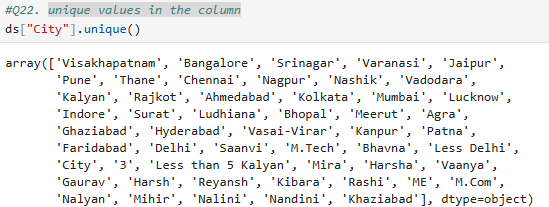 #Q22. unique values in the column
ds["City"].unique()
array(['Visakhapatnam', 'Bangalore', 'Srinagar', 'Varanasi', 'Jaipur',
'Pune', 'Thane', 'Chennai', 'Nagpur', 'Nashik', 'Vadodara',
'Kalyan', 'Rajkot', 'Ahmedabad', 'Kolkata', 'Mumbai', 'Lucknow',
'Indore', 'Surat', 'Ludhiana', 'Bhopal', 'Meerut', 'Agra',
'Ghaziabad', 'Hyderabad', 'Vasai-Virar', 'Kanpur', 'Patna',
'Faridabad', 'Delhi', 'Saanvi', 'M.Tech', 'Bhavna', 'Less Delhi',
'City', '3', 'Less than 5 Kalyan', 'Mira', 'Harsha', 'Vaanya',
'Gaurav', 'Harsh', 'Reyansh', 'Kibara', 'Rashi', 'ME', 'M.Com',
'Nalyan', 'Mihir', 'Nalini', 'Nandini', 'Khaziabad'], dtype=object)